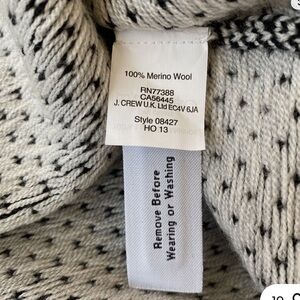 100% Merino Wool
RN77388
CA56445
J. CREW U.K. Ltd EC4V 6JA
Style 08427
HO 13
Remove Before
Wearing or Washing